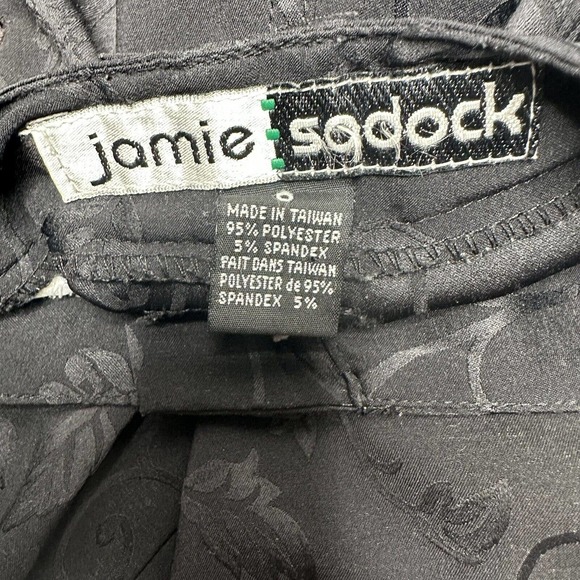 jamie sadock
0
MADE IN TAIWAN
95% POLYESTER
5% SPANDEX
FAIT DANS TAIWAN
POLYESTER de 95%
SPANDEX 5%